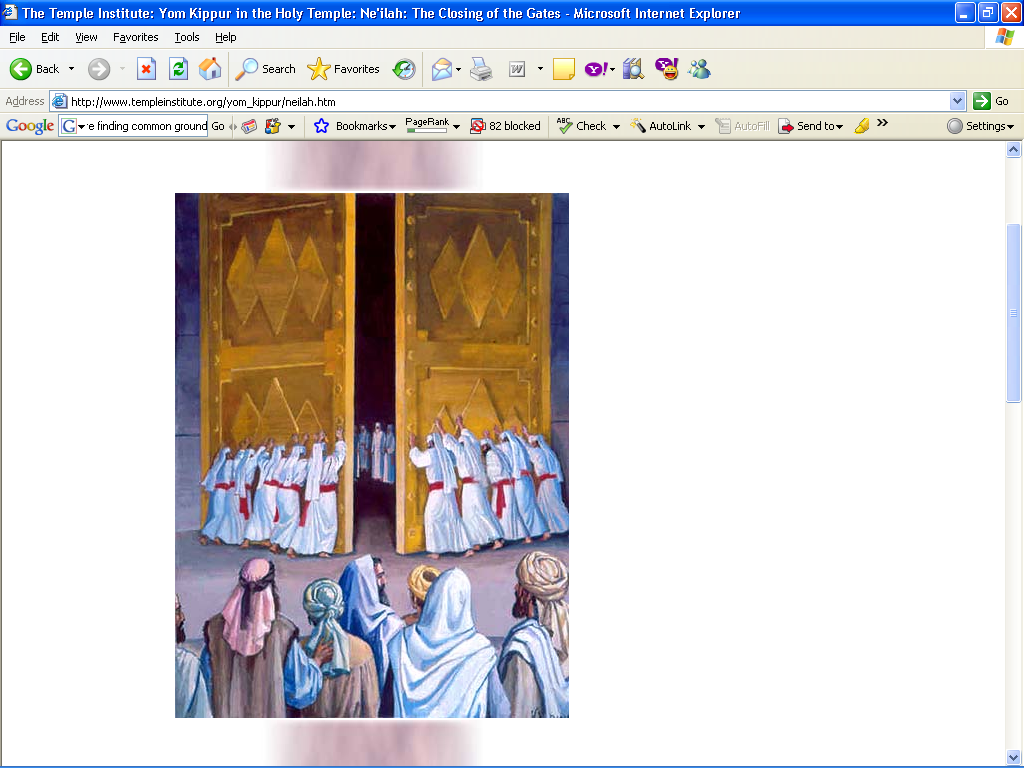 The Temple Institute: Yom Kippur in the Holy Temple: Ne'ilah: The Closing of the Gates - Microsoft Internet Explorer
File Edit View Favorites Tools Help
Back Search Favorites
Address http://www.templeinstitute.org/yom_kippur/neilah.htm Go
Google G e finding common ground Go Bookmarks PageRank 82 blocked ABC Check AutoLink AutoFill Send to » Settings